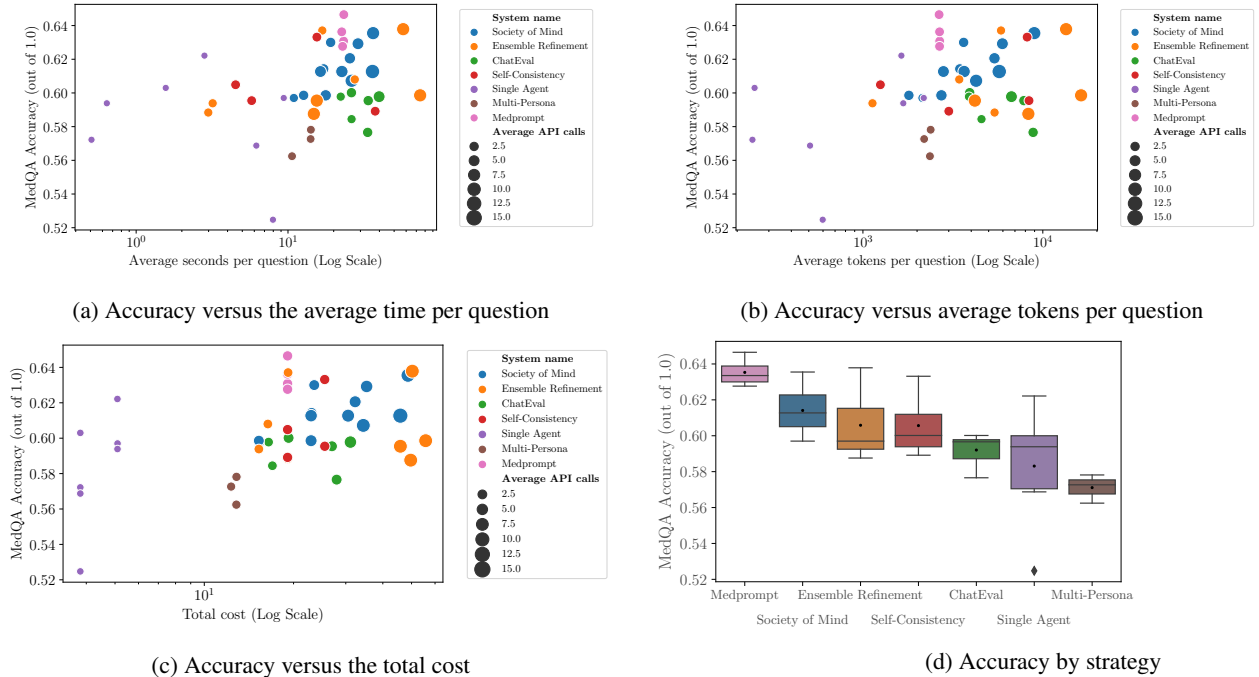 MedQA Accuracy (out of 1.0)
0.64
0.62
0.60
0.58
0.56
0.54
0.52
10⁰
10¹
Average seconds per question (Log Scale)
System name
Society of Mind
Ensemble Refinement
ChatEval
Self-Consistency
Single Agent
Multi-Persona
Medprompt
Average API calls
2.5
5.0
7.5
10.0
12.5
15.0
(a) Accuracy versus the average time per question
MedQA Accuracy (out of 1.0)
0.64
0.62
0.60
0.58
0.56
0.54
0.52
10³
10⁴
Average tokens per question (Log Scale)
System name
Society of Mind
Ensemble Refinement
ChatEval
Self-Consistency
Single Agent
Multi-Persona
Medprompt
Average API calls
2.5
5.0
7.5
10.0
12.5
15.0
(b) Accuracy versus average tokens per question
MedQA Accuracy (out of 1.0)
0.64
0.62
0.60
0.58
0.56
0.54
0.52
10¹
Total cost (Log Scale)
System name
Society of Mind
Ensemble Refinement
ChatEval
Self-Consistency
Single Agent
Multi-Persona
Medprompt
Average API calls
2.5
5.0
7.5
10.0
12.5
15.0
(c) Accuracy versus the total cost
MedQA Accuracy (out of 1.0)
0.64
0.62
0.60
0.58
0.56
0.54
0.52
Medprompt
Society of Mind
Ensemble Refinement
Self-Consistency
ChatEval
Single Agent
Multi-Persona
(d) Accuracy by strategy